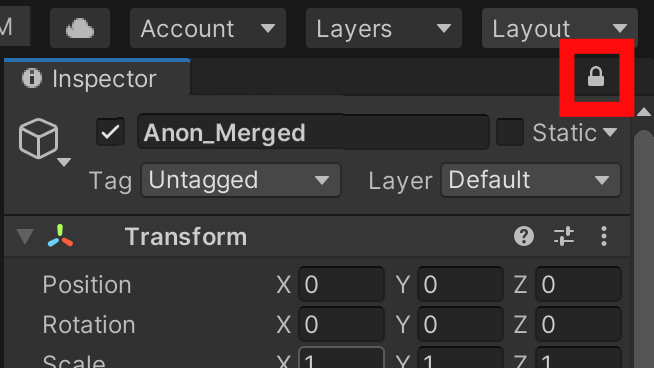 M Account Layers Layout
Inspector
Anon_Merged Static
Tag Untagged Layer Default
Transform
Position X 0 Y 0 Z 0
Rotation X 0 Y 0 Z 0
Scale X 1 Y 1 Z 1